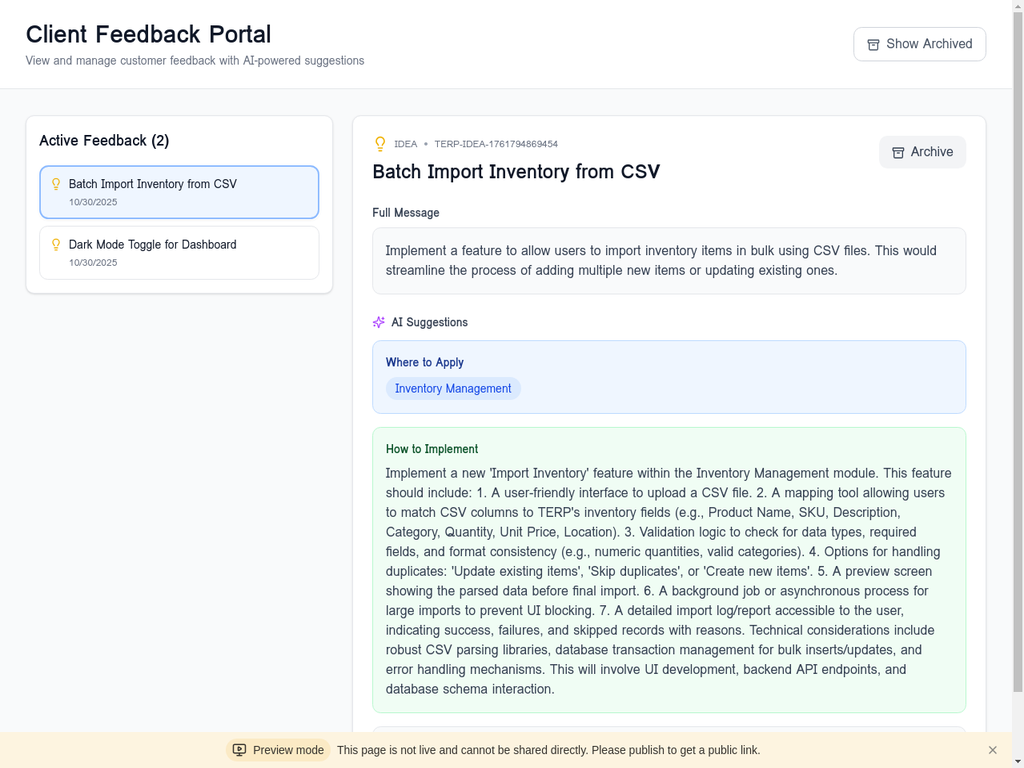 Client Feedback Portal
View and manage customer feedback with AI-powered suggestions
Show Archived
Active Feedback (2)
Batch Import Inventory from CSV
10/30/2025
Dark Mode Toggle for Dashboard
10/30/2025
IDEA • TERP-IDEA-1761794869454
Batch Import Inventory from CSV
Archive
Full Message
Implement a feature to allow users to import inventory items in bulk using CSV files. This would
streamline the process of adding multiple new items or updating existing ones.
AI Suggestions
Where to Apply
Inventory Management
How to Implement
Implement a new 'Import Inventory' feature within the Inventory Management module. This feature
should include: 1. A user-friendly interface to upload a CSV file. 2. A mapping tool allowing users
to match CSV columns to TERP's inventory fields (e.g., Product Name, SKU, Description,
Category, Quantity, Unit Price, Location). 3. Validation logic to check for data types, required
fields, and format consistency (e.g., numeric quantities, valid categories). 4. Options for handling
duplicates: 'Update existing items', 'Skip duplicates', or 'Create new items'. 5. A preview screen
showing the parsed data before final import. 6. A background job or asynchronous process for
large imports to prevent UI blocking. 7. A detailed import log/report accessible to the user,
indicating success, failures, and skipped records with reasons. Technical considerations include
robust CSV parsing libraries, database transaction management for bulk inserts/updates, and
error handling mechanisms. This will involve UI development, backend API endpoints, and
database schema interaction.
Preview mode
This page is not live and cannot be shared directly. Please publish to get a public link.